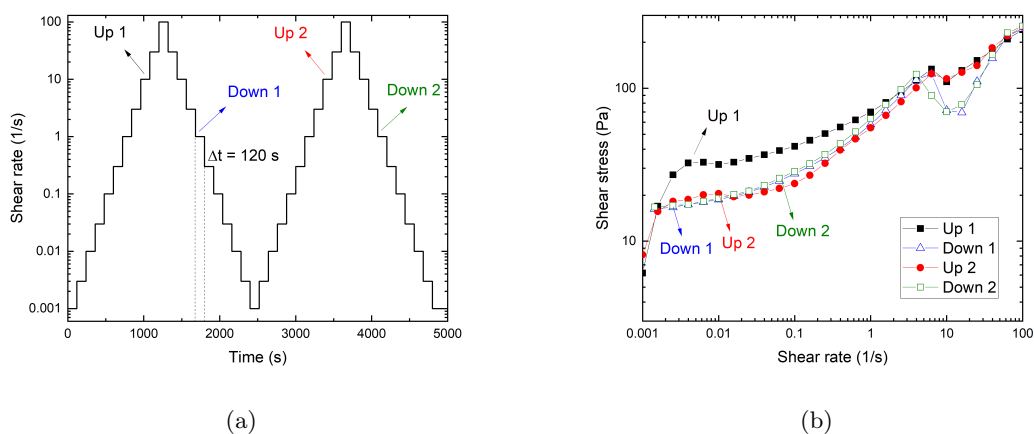 100
10
1
0.1
0.01
0.001
Shear rate (1/s)
0
1000
2000
3000
4000
5000
Time (s)
Up 1
Up 2
Down 1
Down 2
Δt = 120 s
(a)
100
10
Shear stress (Pa)
0.001
0.01
0.1
1
10
100
Shear rate (1/s)
Up 1
Down 1
Up 2
Down 2
Up 1
Down 1
Up 2
Down 2
(b)